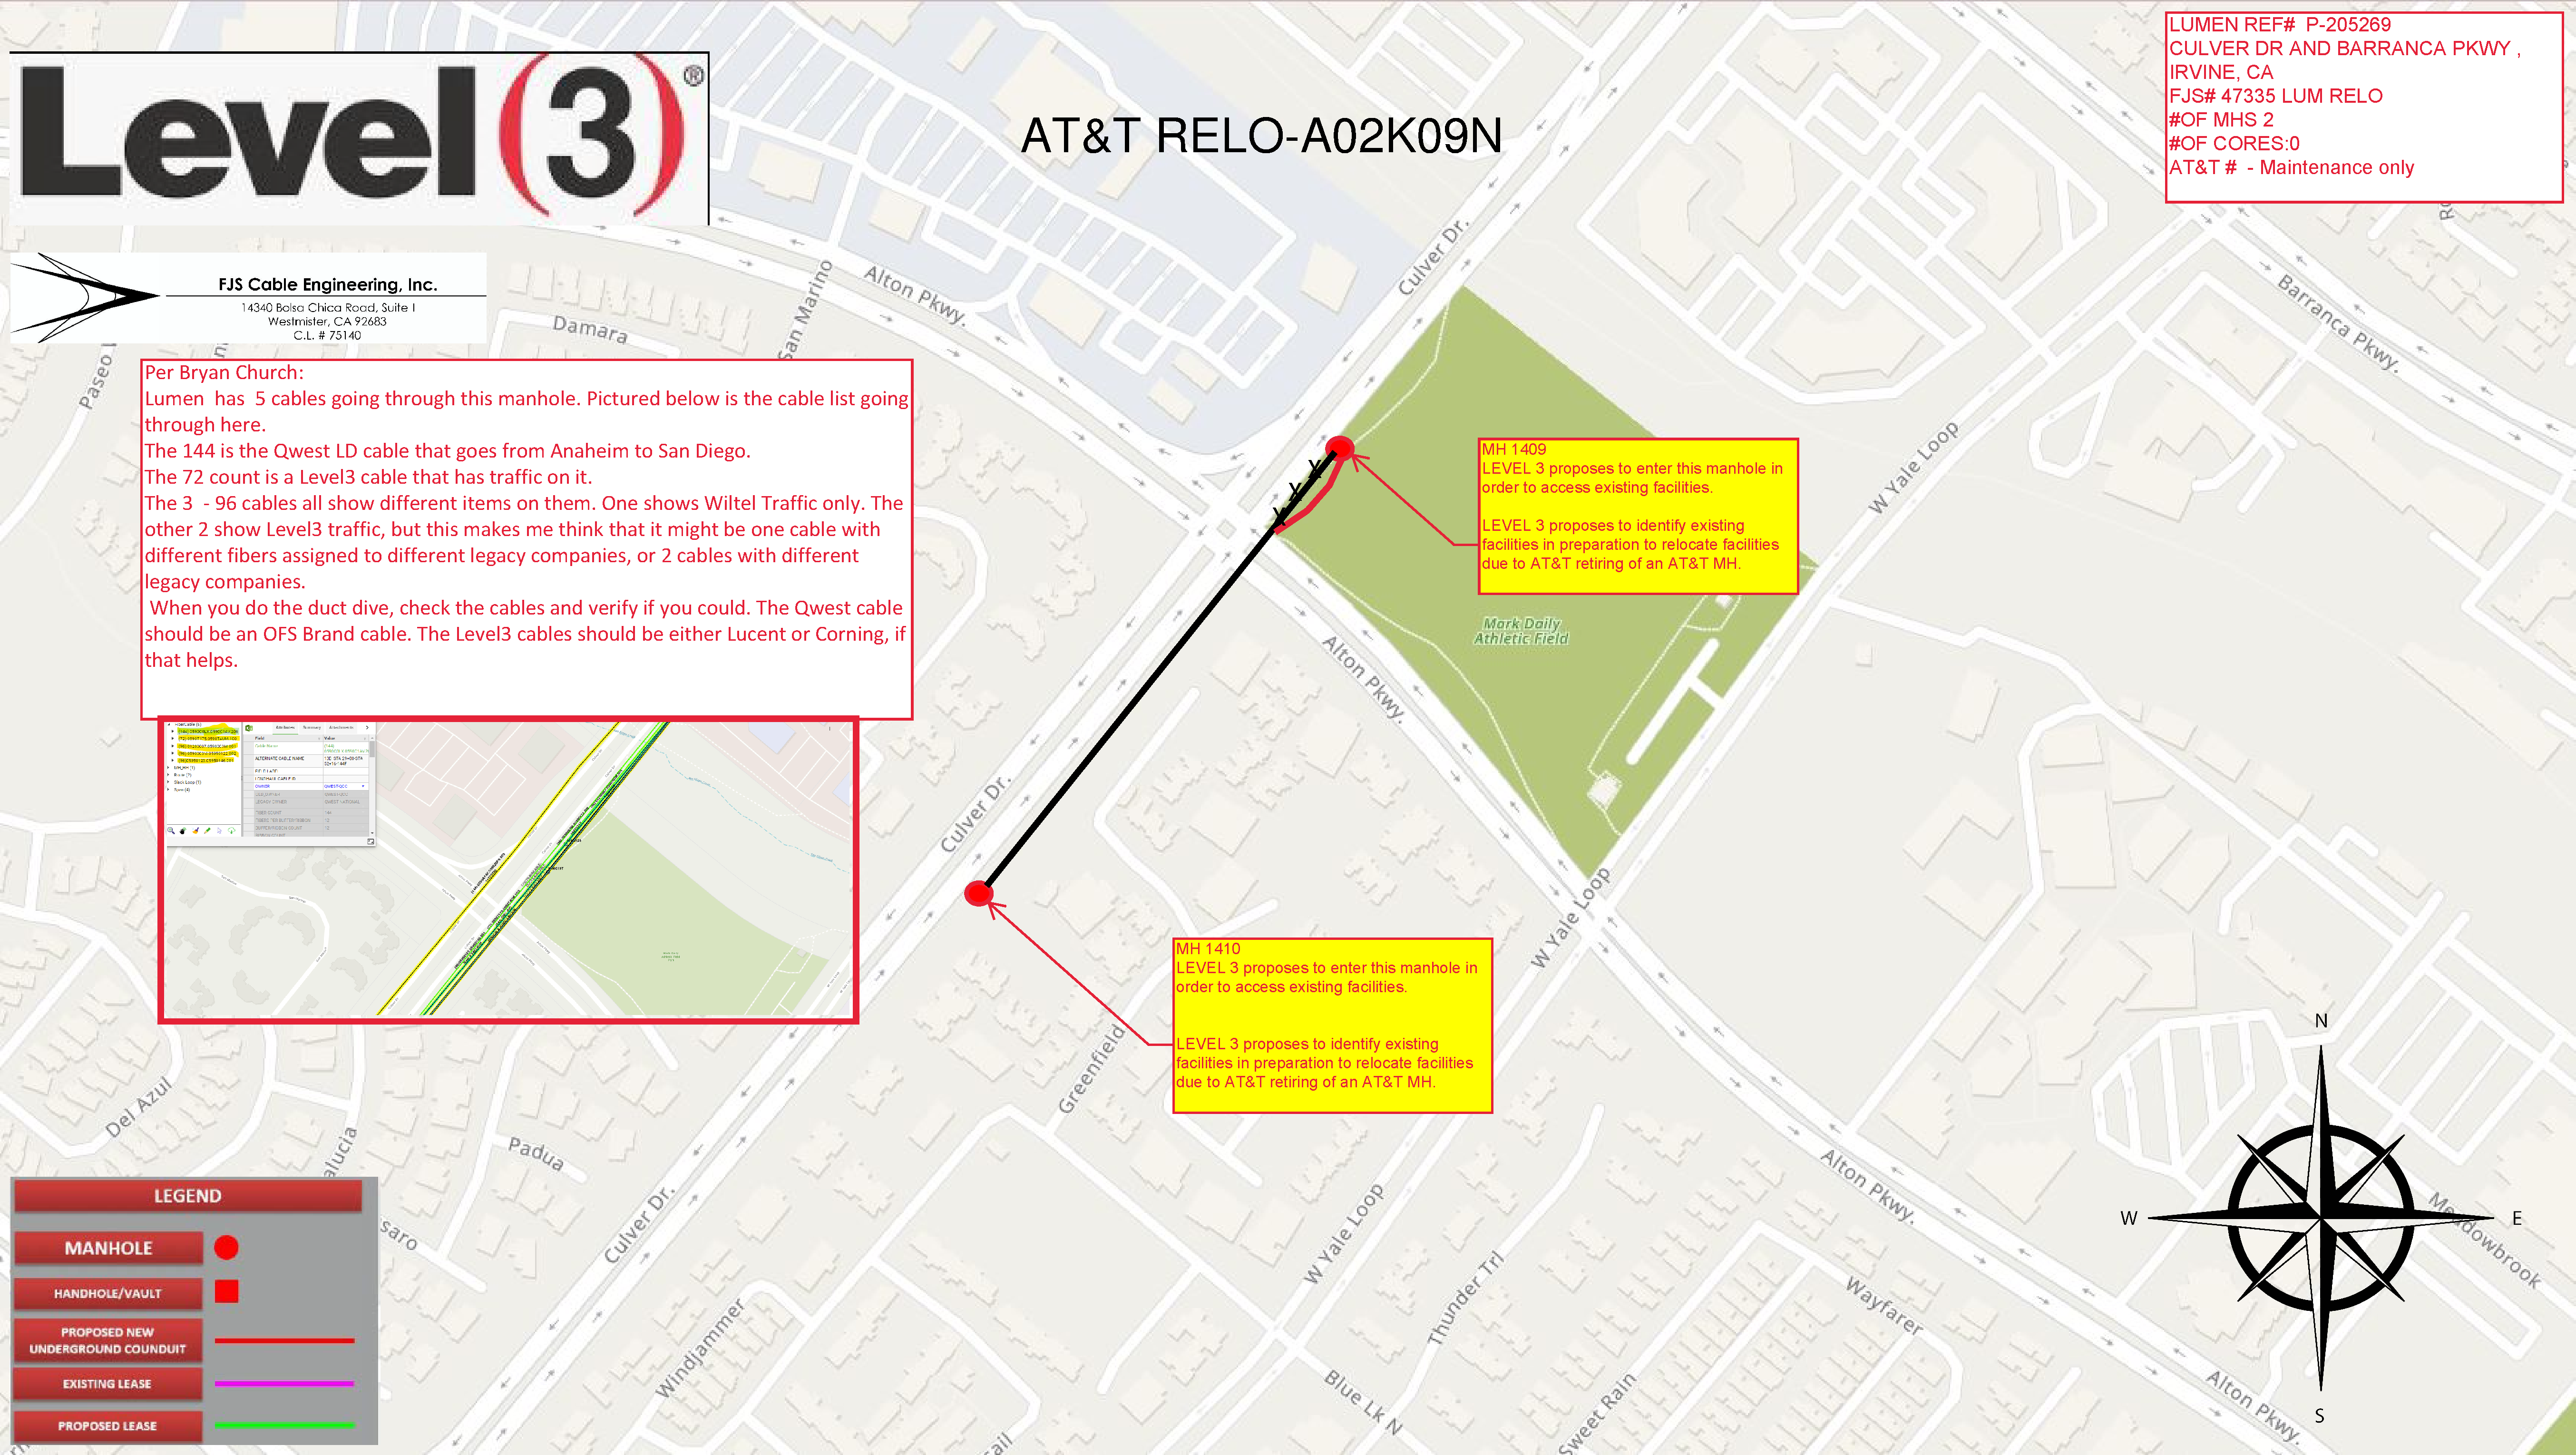 Level(3)®
AT&T RELO-A02K09N
LUMEN REF#  P-205269
CULVER DR AND BARRANCA PKWY ,
IRVINE, CA
FJS# 47335 LUM RELO
#OF MHS 2
#OF CORES:0
AT&T #  - Maintenance only
FJS Cable Engineering, Inc.
14340 Bolsa Chica Road, Suite I
Westmister, CA 92683
C.L. # 75140
Per Bryan Church:
Lumen  has  5 cables going through this manhole. Pictured below is the cable list going
through here.
The 144 is the Qwest LD cable that goes from Anaheim to San Diego.
The 72 count is a Level3 cable that has traffic on it.
The 3  - 96 cables all show different items on them. One shows Wiltel Traffic only. The
other 2 show Level3 traffic, but this makes me think that it might be one cable with
different fibers assigned to different legacy companies, or 2 cables with different
legacy companies.
When you do the duct dive, check the cables and verify if you could. The Qwest cable
should be an OFS Brand cable. The Level3 cables should be either Lucent or Corning, if
that helps.
MH 1409
LEVEL 3 proposes to enter this manhole in
order to access existing facilities.
LEVEL 3 proposes to identify existing
facilities in preparation to relocate facilities
due to AT&T retiring of an AT&T MH.
MH 1410
LEVEL 3 proposes to enter this manhole in
order to access existing facilities.
LEVEL 3 proposes to identify existing
facilities in preparation to relocate facilities
due to AT&T retiring of an AT&T MH.
X
X
X
Mark Daily
Athletic Field
Culver Dr.
Alton Pkwy.
San Marino
Damara
Paseo
Barranca Pkwy.
W Yale Loop
Alton Pkwy.
Culver Dr.
W Yale Loop
Greenfield
Del Azul
Padua
Culver Dr.
Windjammer
W Yale Loop
Thunder Trl
Blue Lk N
Sweet Rain
Wayfarer
Alton Pkwy.
Alton Pkwy.
Meadowbrook
alucia
saro
ail
Field
Value
ALTERNATE CABLE NAME
OWNER
LEGEND
MANHOLE
HANDHOLE/VAULT
PROPOSED NEW
UNDERGROUND COUNDUIT
EXISTING LEASE
PROPOSED LEASE
N
W
E
S